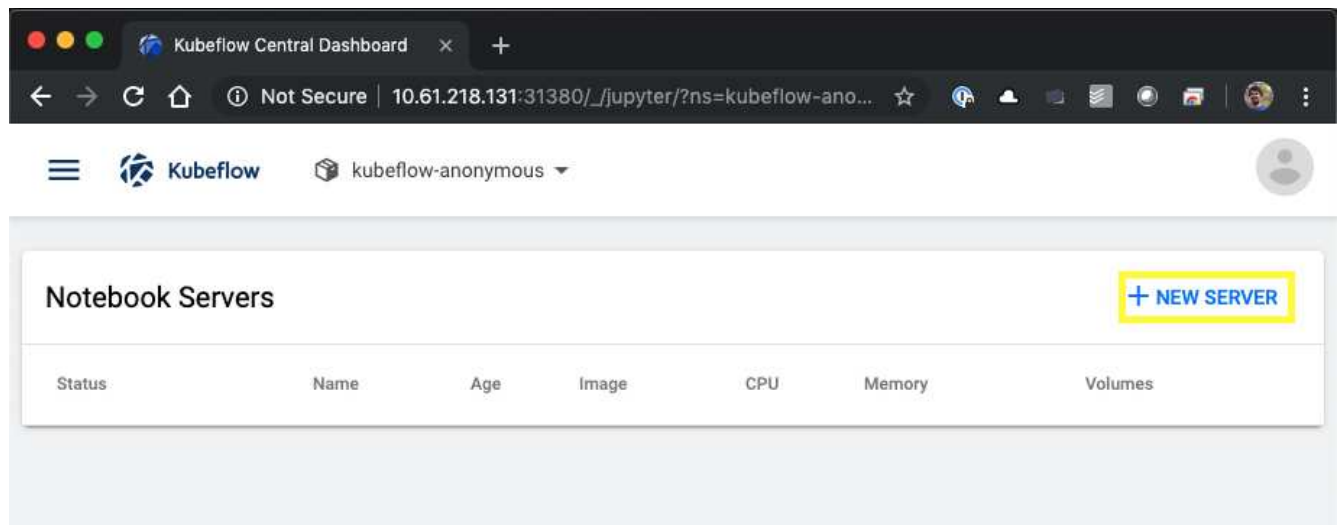 Kubeflow Central Dashboard × +
Not Secure | 10.61.218.131:31380/_/jupyter/?ns=kubeflow-ano...
Kubeflow kubeflow-anonymous
Notebook Servers + NEW SERVER
Status Name Age Image CPU Memory Volumes